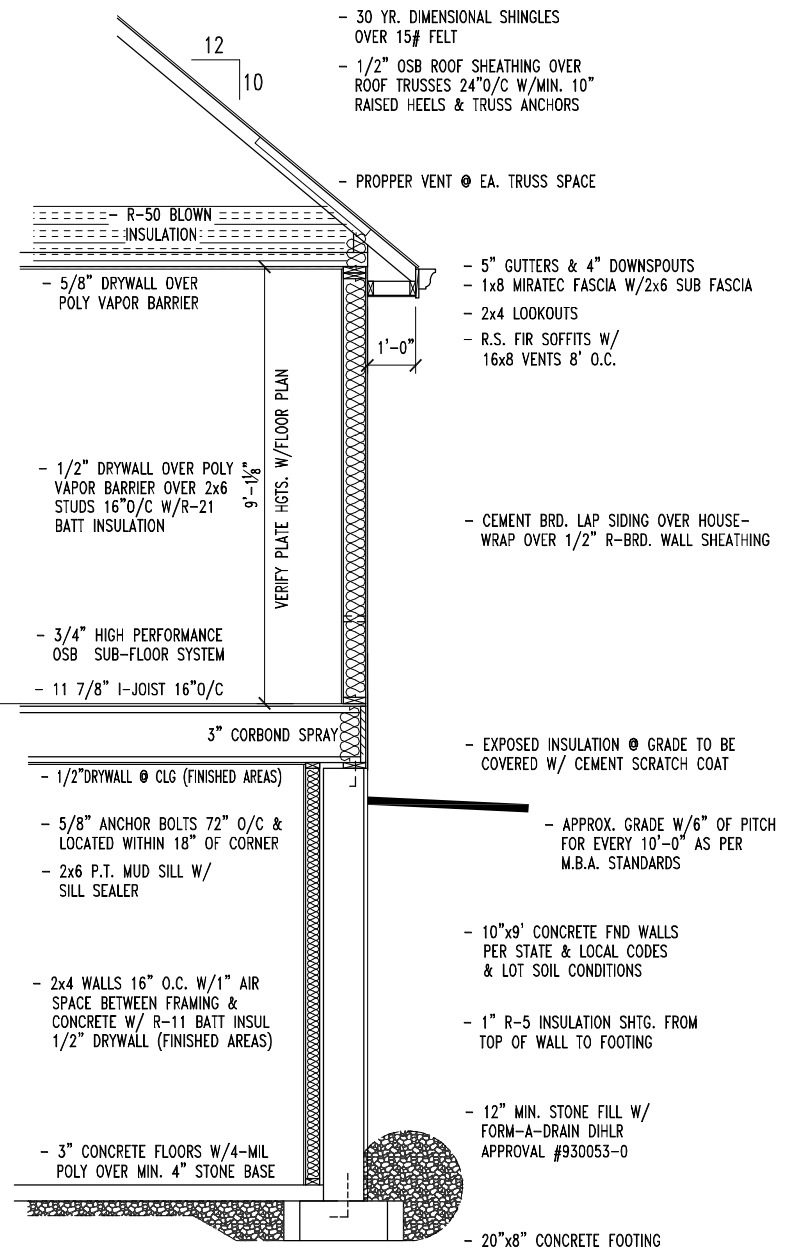 - 30 YR. DIMENSIONAL SHINGLES
OVER 15# FELT
12
10
- 1/2" OSB ROOF SHEATHING OVER
ROOF TRUSSES 24"O/C W/MIN. 10"
RAISED HEELS & TRUSS ANCHORS
- PROPPER VENT @ EA. TRUSS SPACE
- R-50 BLOWN
INSULATION
- 5/8" DRYWALL OVER
POLY VAPOR BARRIER
- 5" GUTTERS & 4" DOWNSPOUTS
- 1x8 MIRATEC FASCIA W/2x6 SUB FASCIA
- 2x4 LOOKOUTS
- R.S. FIR SOFFITS W/
16x8 VENTS 8' O.C.
1'-0"
VERIFY PLATE HGTS. W/FLOOR PLAN
9'-1⅛"
- 1/2" DRYWALL OVER POLY
VAPOR BARRIER OVER 2x6
STUDS 16"O/C W/R-21
BATT INSULATION
- CEMENT BRD. LAP SIDING OVER HOUSE-
WRAP OVER 1/2" R-BRD. WALL SHEATHING
- 3/4" HIGH PERFORMANCE
OSB SUB-FLOOR SYSTEM
- 11 7/8" I-JOIST 16"O/C
3" CORBOND SPRAY
- EXPOSED INSULATION @ GRADE TO BE
COVERED W/ CEMENT SCRATCH COAT
- 1/2"DRYWALL @ CLG (FINISHED AREAS)
- 5/8" ANCHOR BOLTS 72" O/C &
LOCATED WITHIN 18" OF CORNER
- 2x6 P.T. MUD SILL W/
SILL SEALER
- APPROX. GRADE W/6" OF PITCH
FOR EVERY 10'-0" AS PER
M.B.A. STANDARDS
- 10"x9' CONCRETE FND WALLS
PER STATE & LOCAL CODES
& LOT SOIL CONDITIONS
- 2x4 WALLS 16" O.C. W/1" AIR
SPACE BETWEEN FRAMING &
CONCRETE W/ R-11 BATT INSUL
1/2" DRYWALL (FINISHED AREAS)
- 1" R-5 INSULATION SHTG. FROM
TOP OF WALL TO FOOTING
- 12" MIN. STONE FILL W/
FORM-A-DRAIN DIHLR
APPROVAL #930053-0
- 3" CONCRETE FLOORS W/4-MIL
POLY OVER MIN. 4" STONE BASE
- 20"x8" CONCRETE FOOTING